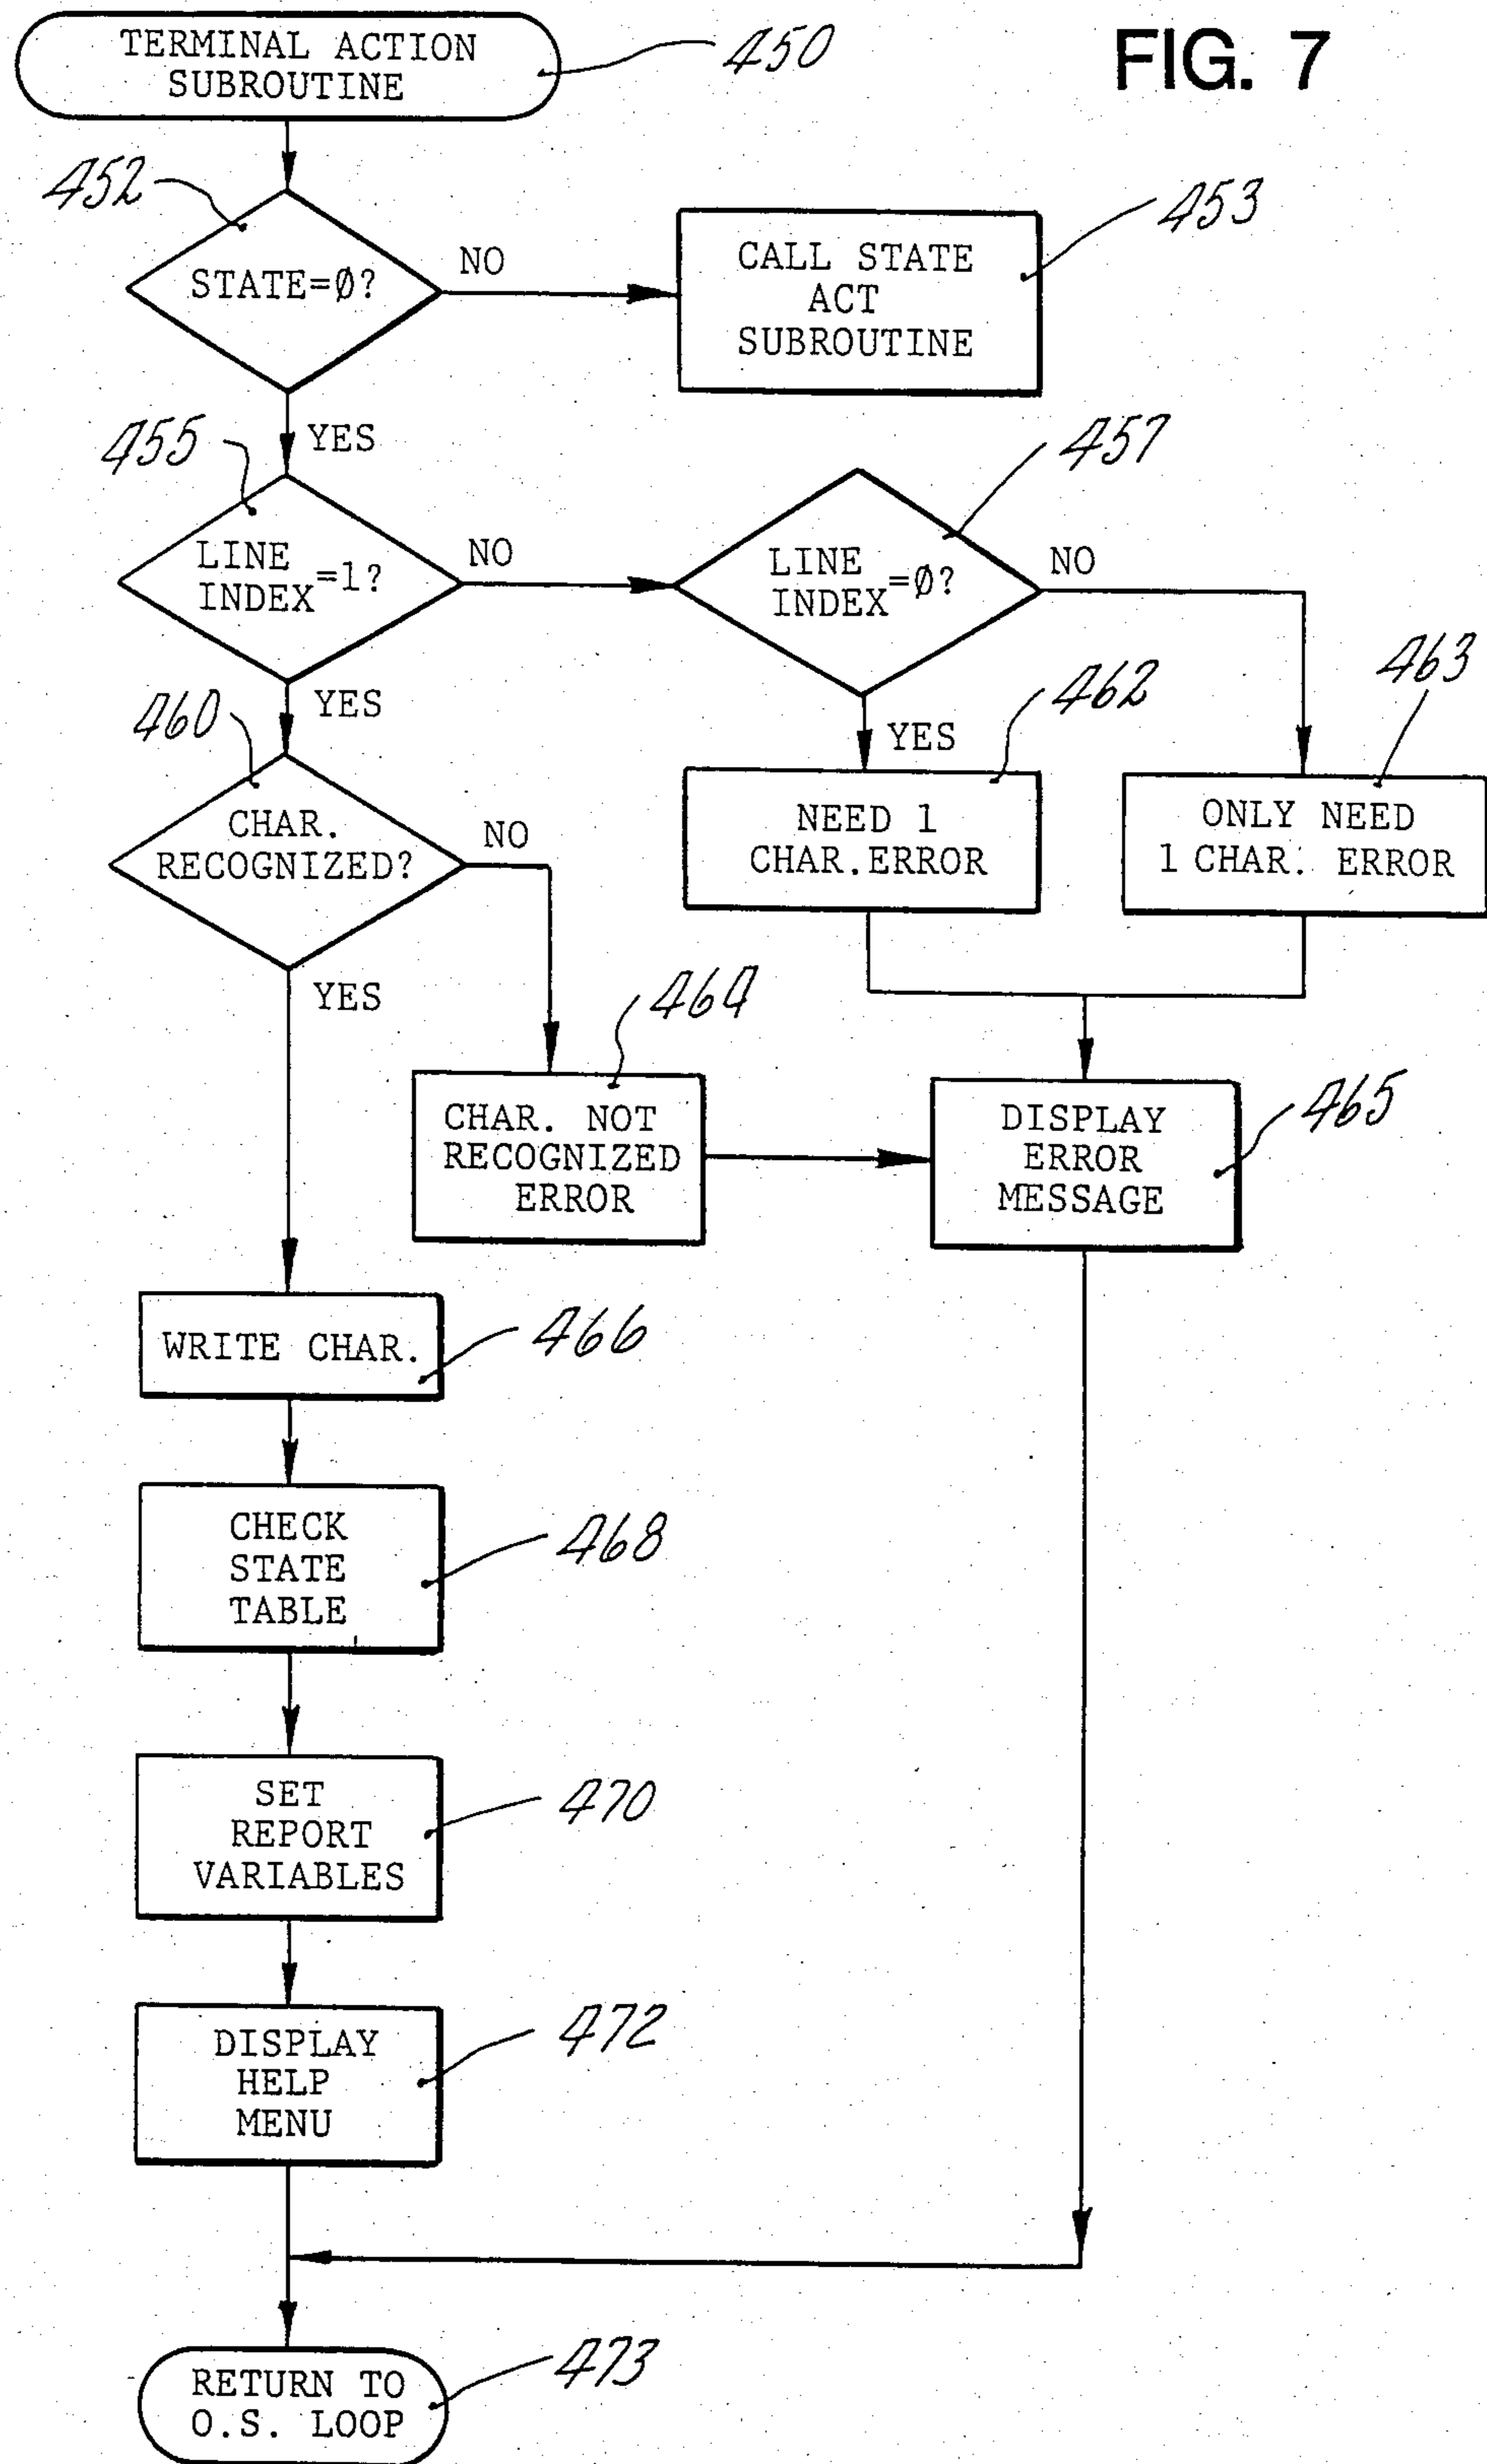 FIG. 7
TERMINAL ACTION
SUBROUTINE
450
452
STATE=Ø?
NO
CALL STATE
ACT
SUBROUTINE
453
YES
455
LINE
INDEX=1?
NO
LINE
INDEX=Ø?
457
NO
YES
YES
460
CHAR.
RECOGNIZED?
NO
462
NEED 1
CHAR.ERROR
463
ONLY NEED
1 CHAR. ERROR
YES
464
CHAR. NOT
RECOGNIZED
ERROR
DISPLAY
ERROR
MESSAGE
465
WRITE CHAR.
466
CHECK
STATE
TABLE
468
SET
REPORT
VARIABLES
470
DISPLAY
HELP
MENU
472
RETURN TO
O.S. LOOP
473